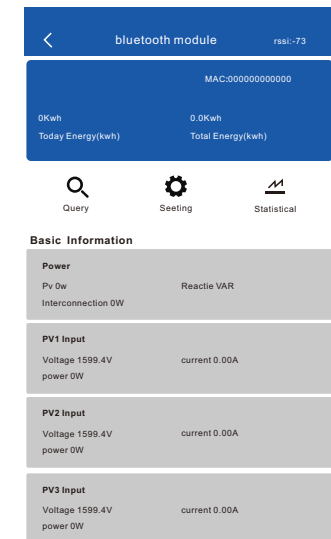 bluetooth module rssi:-73
MAC:000000000000
0Kwh 0.0Kwh
Today Energy(kwh) Total Energy(kwh)
Query Seeting Statistical
Basic Information
Power
Pv 0w Reactie VAR
Interconnection 0W
PV1 Input
Voltage 1599.4V current 0.00A
power 0W
PV2 Input
Voltage 1599.4V current 0.00A
power 0W
PV3 Input
Voltage 1599.4V current 0.00A
power 0W